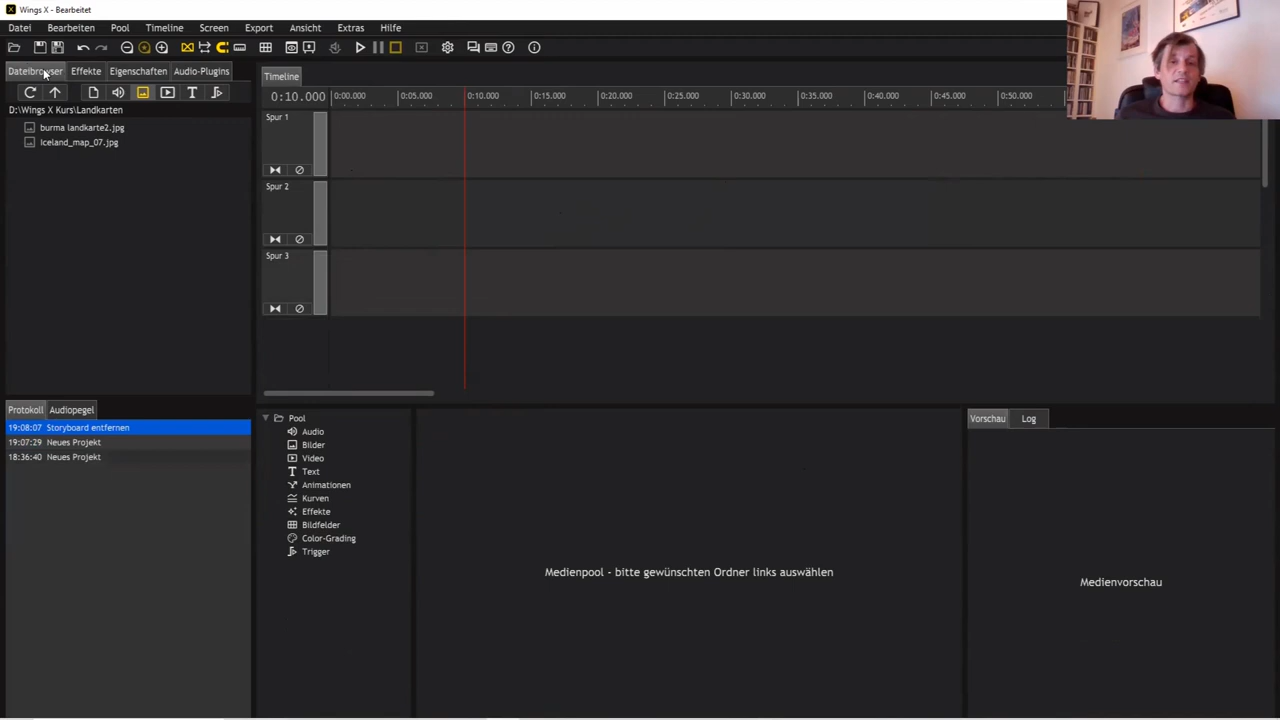 Wings X - Bearbeitet
Datei Bearbeiten Pool Timeline Screen Export Ansicht Extras Hilfe
Dateibrowser Effekte Eigenschaften Audio-Plugins
D:\Wings X Kurs\Landkarten
burma landkarte2.jpg
Iceland_map_07.jpg
Timeline
0:10.000 0:00.000 0:05.000 0:10.000 0:15.000 0:20.000 0:25.000 0:30.000 0:35.000 0:40.000 0:45.000 0:50.000
Spur 1
Spur 2
Spur 3
Protokoll Audiopegel
19:08:07 Storyboard entfernen
19:07:29 Neues Projekt
18:36:40 Neues Projekt
Pool
Audio
Bilder
Video
Text
Animationen
Kurven
Effekte
Bildfelder
Color-Grading
Trigger
Medienpool - bitte gewünschten Ordner links auswählen
Vorschau Log
Medienvorschau